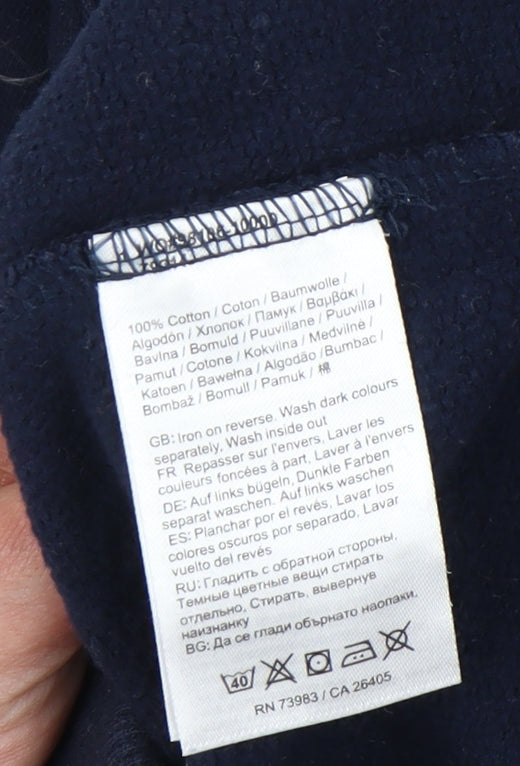 100% Cotton / Coton / Baumwolle /
Algodòn / Хлопок / Памук / Βαμβάκι /
Bavlna / Bomuld / Puuvillane / Puuvilla /
Pamut / Cotone / Kokvilna / Medvilnė /
Katoen / Bawełna / Algodão / Bumbac /
Bombaž / Bomull / Pamuk / 棉
GB: Iron on reverse. Wash dark colours
separately, Wash inside out
FR: Repasser sur l'envers, Laver les
couleurs foncées à part, Laver à l'envers
DE: Auf links bügeln, Dunkle Farben
separat waschen. Auf links waschen
ES: Planchar por el revés, Lavar los
colores oscuros por separado, Lavar
vuelto del revés
RU: Гладить с обратной стороны,
Темные цветные вещи стирать
отдельно, Стирать, вывернув
наизнанку
BG: Да се глади обърнато наопаки.
40
RN 73983 / CA 26405